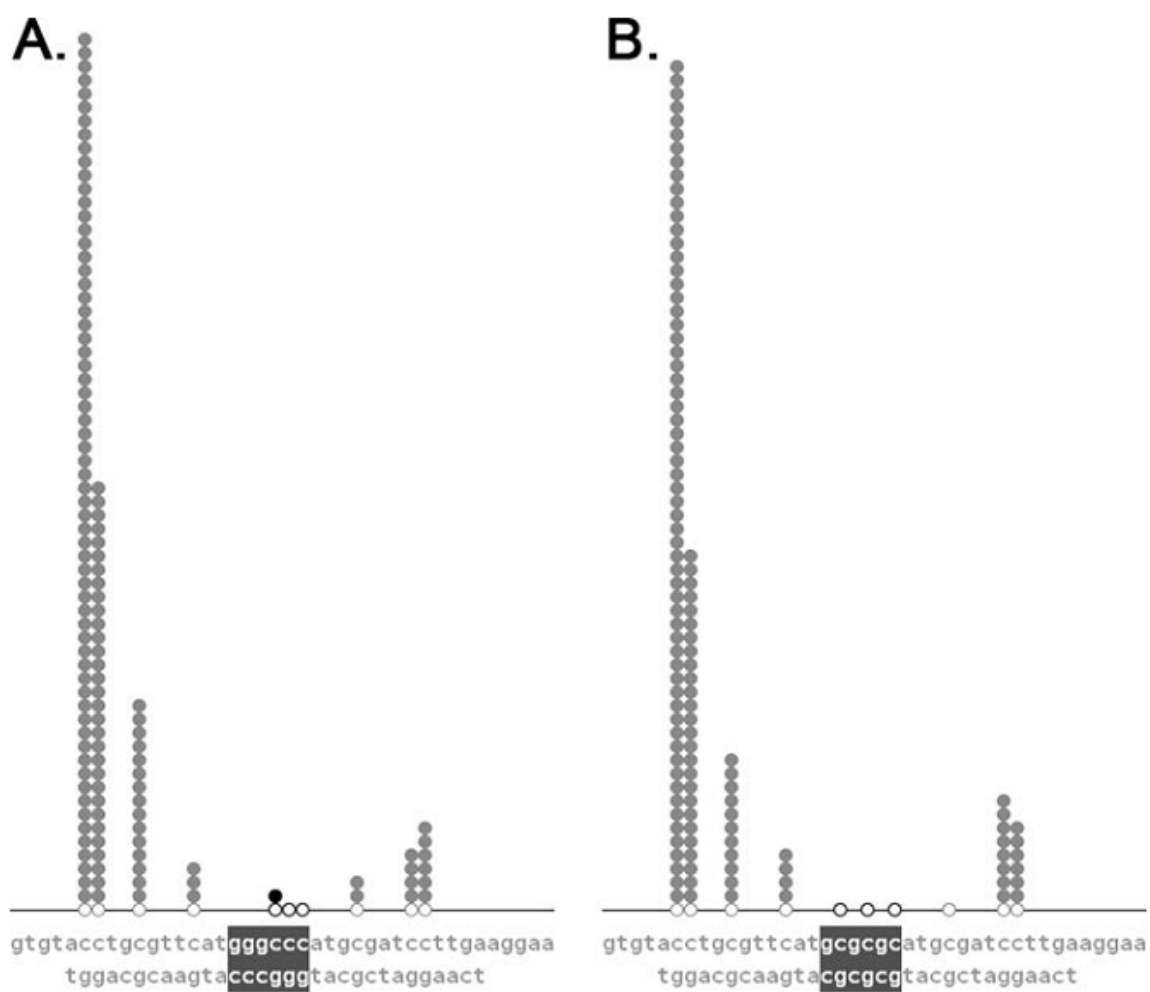 A.
B.
gtgtacctgcgttcatgggcccatgcgatccttgaaggaa
tggacgcaagtacccgggtacgctaggaact
gtgtacctgcgttcatgcgcgcatgcgatccttgaaggaa
tggacgcaagtacgcgcgtacgctaggaact